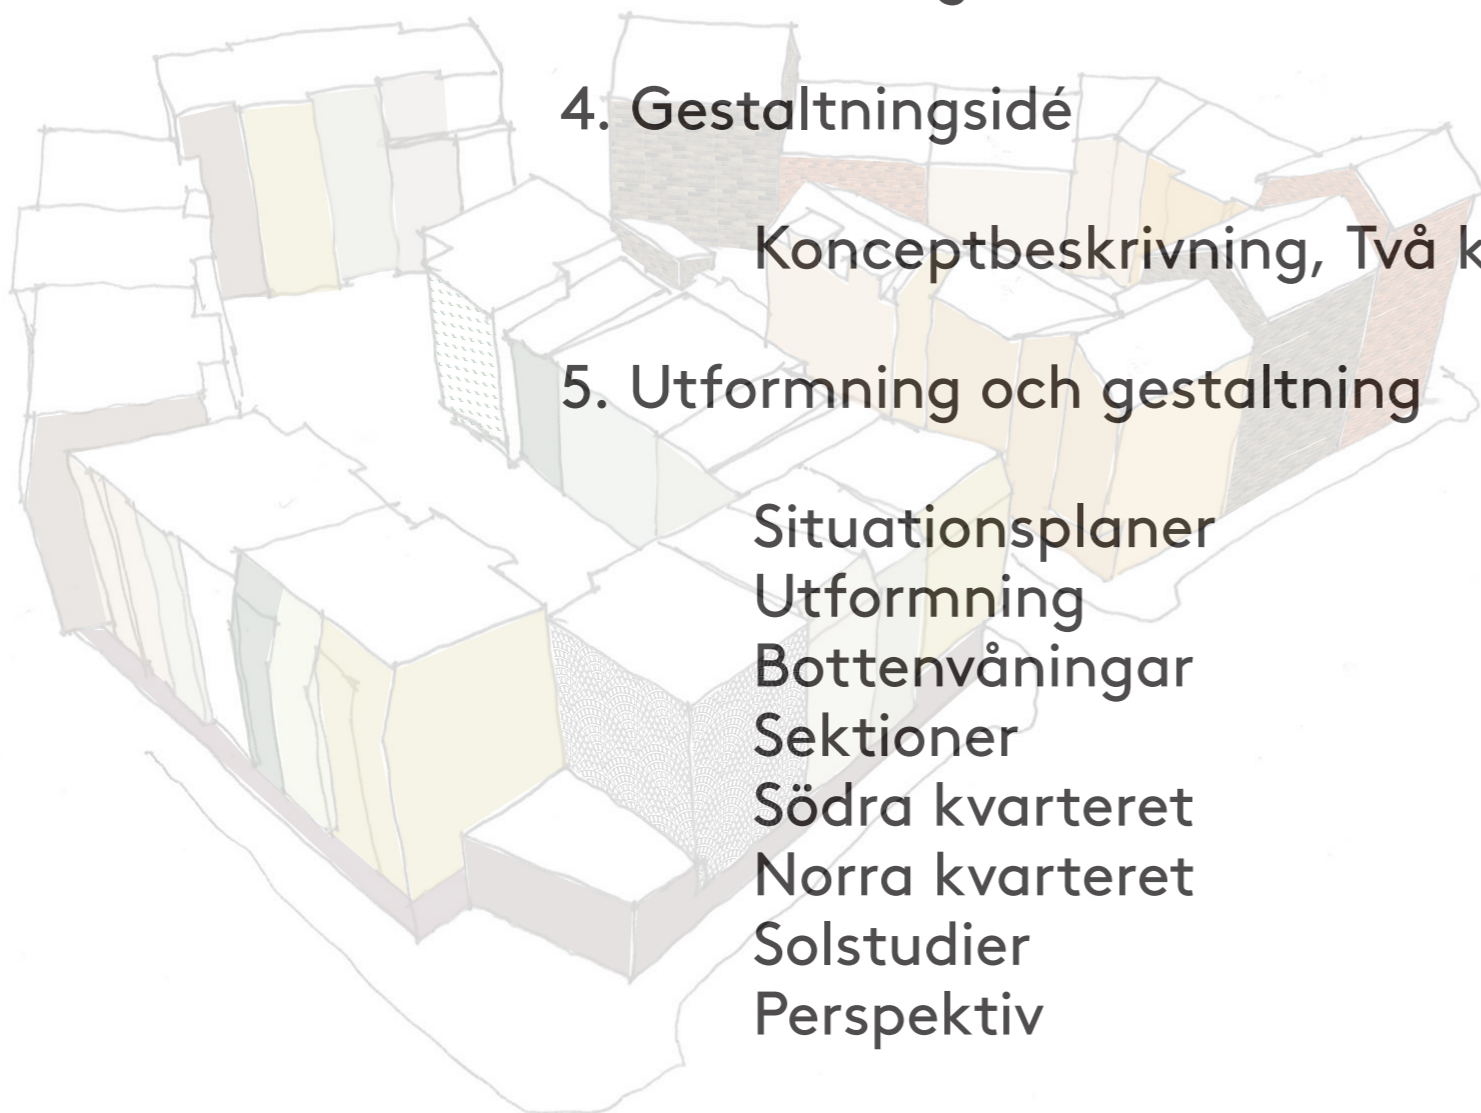 4. Gestaltningsidé
Konceptbeskrivning, Två
5. Utformning och gestaltning
Situationsplaner
Utformning
Bottenvåningar
Sektioner
Södra kvarteret
Norra kvarteret
Solstudier
Perspektiv